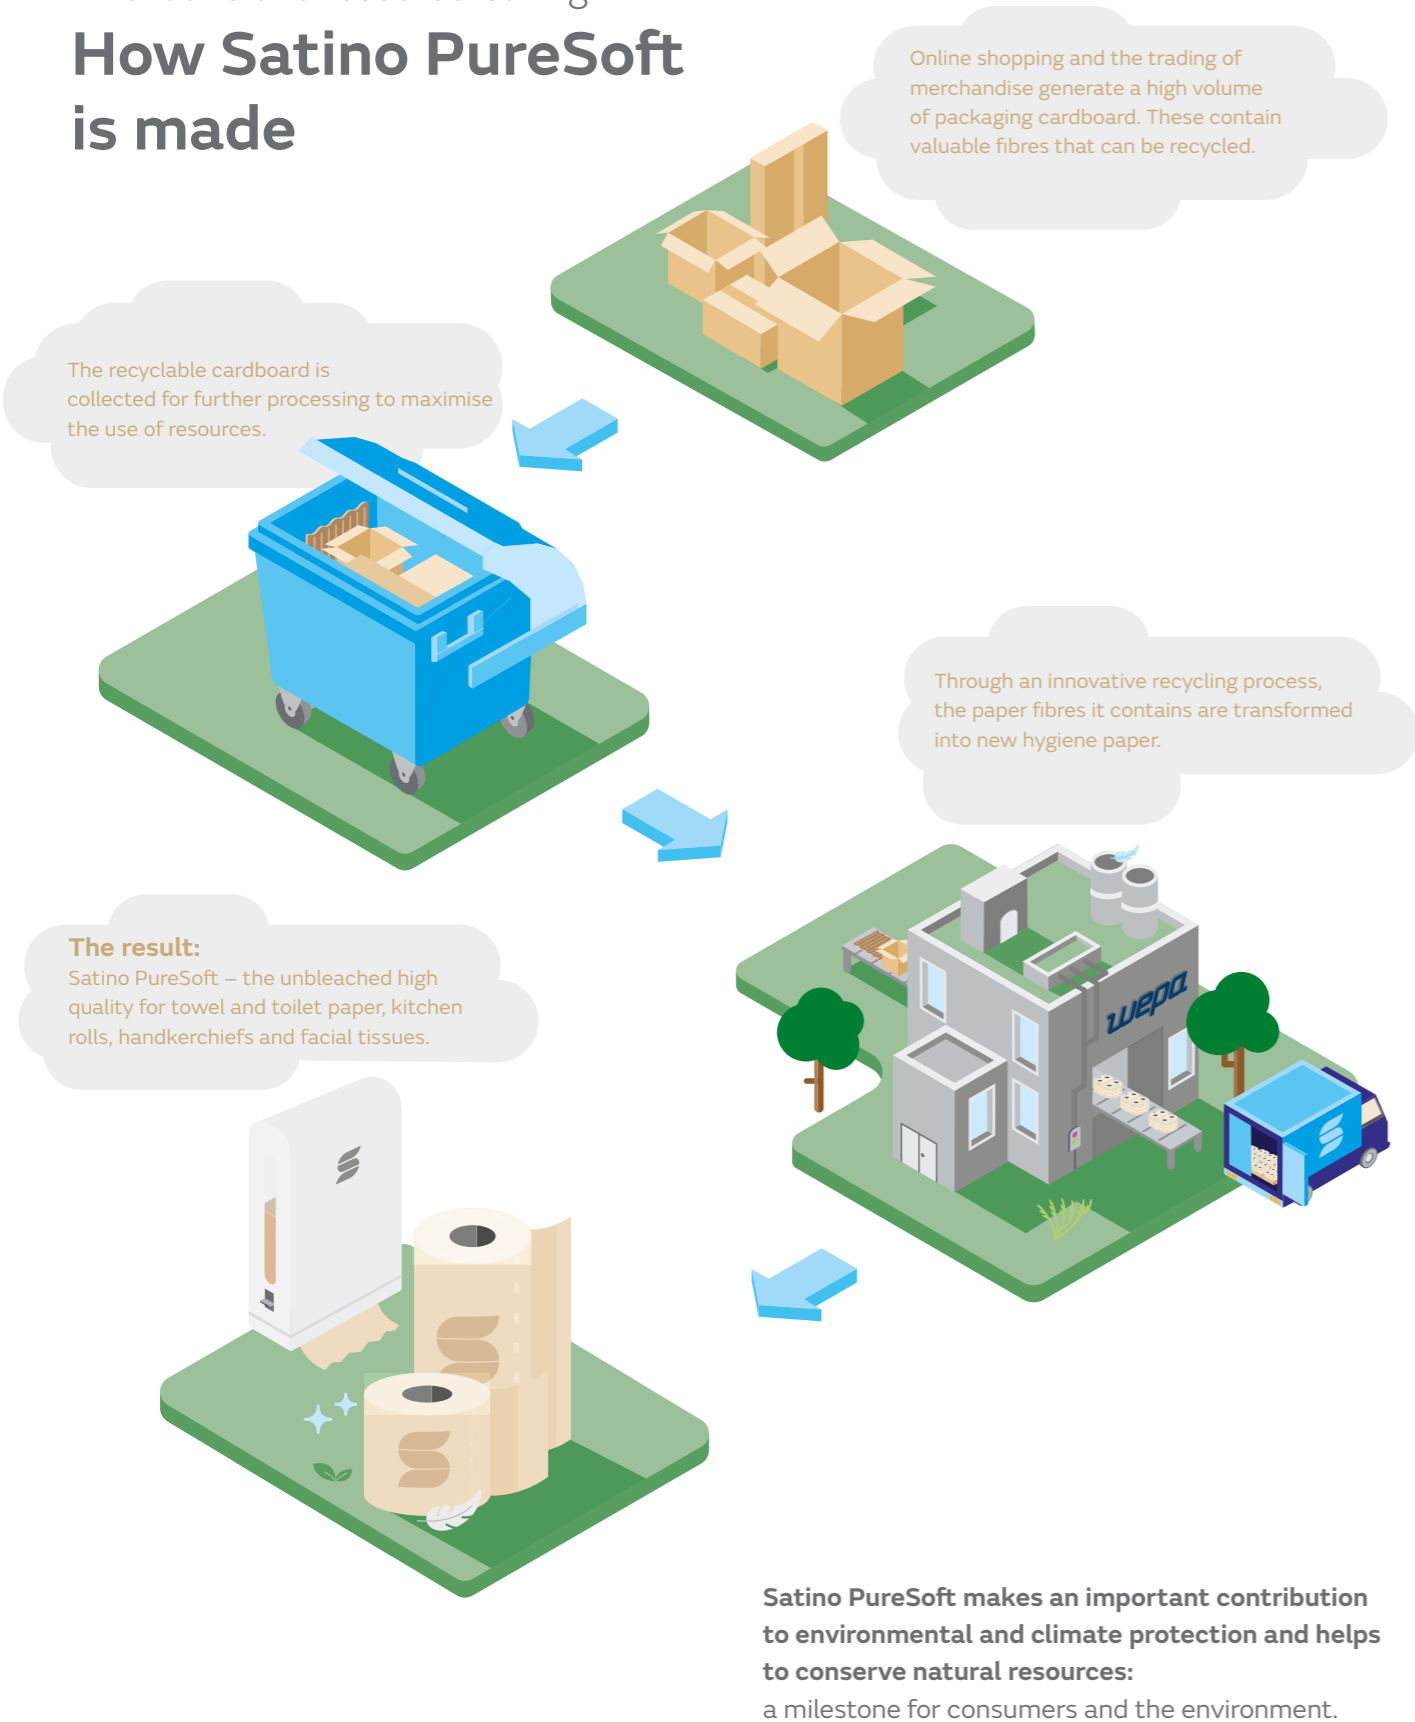 How Satino PureSoft
is made
Online shopping and the trading of
merchandise generate a high volume
of packaging cardboard. These contain
valuable fibres that can be recycled.
The recyclable cardboard is
collected for further processing to maximise
the use of resources.
Through an innovative recycling process,
the paper fibres it contains are transformed
into new hygiene paper.
wepa
The result:
Satino PureSoft – the unbleached high
quality for towel and toilet paper, kitchen
rolls, handkerchiefs and facial tissues.
Satino PureSoft makes an important contribution
to environmental and climate protection and helps
to conserve natural resources:
a milestone for consumers and the environment.